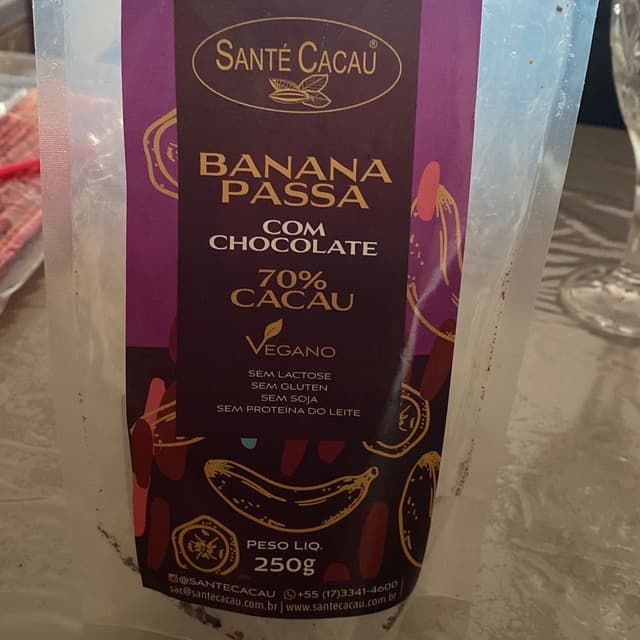 SANTÉ CACAU®
BANANA
PASSA
COM
CHOCOLATE
70%
CACAU
VEGANO
SEM LACTOSE
SEM GLÚTEN
SEM SOJA
SEM PROTEÍNA DO LEITE
PESO LIQ.
250g
@SANTECACAU +55 (17)3341-4600
sac@santecacau.com.br | www.santecacau.com.br